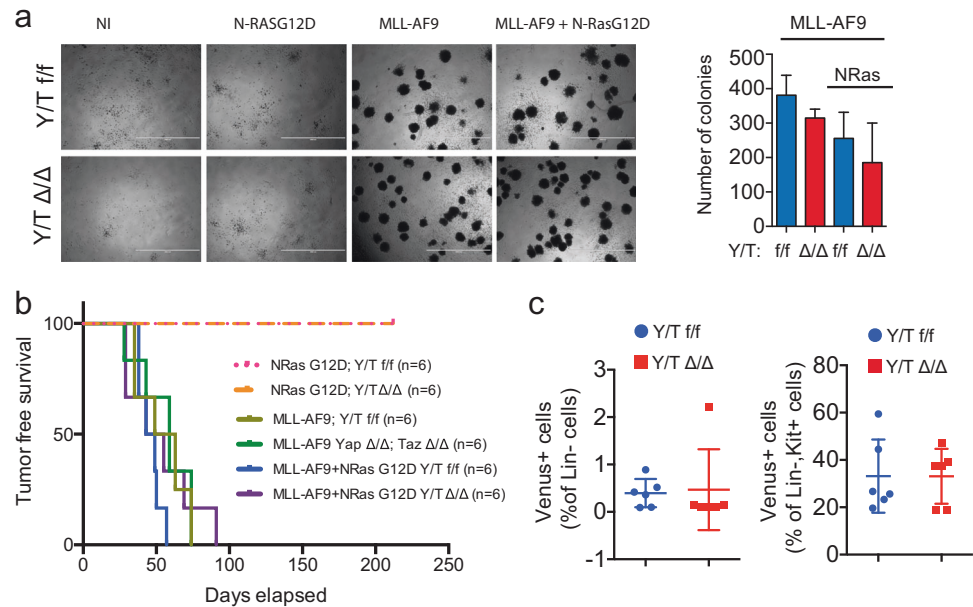 a
NI
N-RASG12D
MLL-AF9
MLL-AF9 + N-RasG12D
Y/T f/f
Y/T Δ/Δ
MLL-AF9
NRas
Number of colonies
500
400
300
200
100
0
Y/T: f/f Δ/Δ f/f Δ/Δ
b
Tumor free survival
100
50
0
0 50 100 150 200 250
Days elapsed
NRas G12D; Y/T f/f (n=6)
NRas G12D; Y/TΔ/Δ (n=6)
MLL-AF9; Y/T f/f (n=6)
MLL-AF9 Yap Δ/Δ; Taz Δ/Δ (n=6)
MLL-AF9+NRas G12D Y/T f/f (n=6)
MLL-AF9+NRas G12D Y/T Δ/Δ (n=6)
c
Y/T f/f
Y/T Δ/Δ
Venus+ cells
(%of Lin- cells)
4
3
2
1
0
-1
Y/T f/f
Y/T Δ/Δ
Venus+ cells
(% of Lin-,Kit+ cells)
80
60
40
20
0